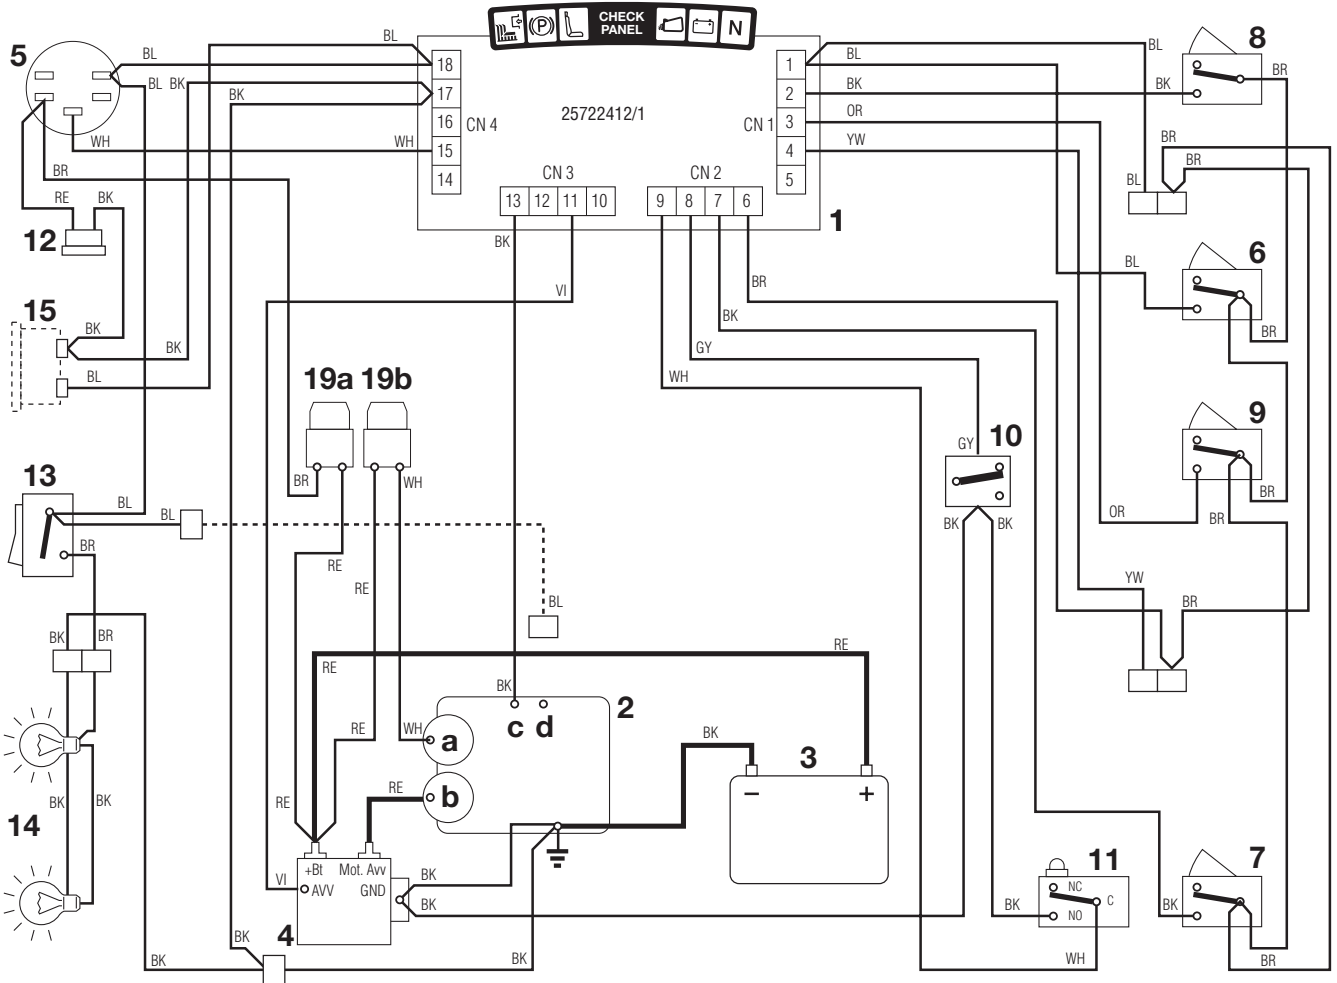 CHECK
PANEL
N
P
5
BL
BL
BL
BK
BK
WH
WH
BR
RE
BK
12
15
BK
BK
BL
18
17
16
15
14
CN 4
25722412/1
CN 3
13
12
11
10
CN 2
9
8
7
6
CN 1
1
2
3
4
5
1
BL
BK
OR
YW
BL
BK
8
BR
BR
BR
BL
6
BL
BR
9
BR
OR
BR
YW
BR
BK
VI
BR
BK
GY
WH
19a
19b
BR
WH
RE
RE
13
BL
BL
BR
BL
GY
10
BK
BK
BK
BR
RE
RE
BK
2
c
d
RE
WH
a
RE
b
BK
3
−
+
14
BK
BK
RE
+Bt
Mot. Avv
AVV
GND
VI
BK
BK
4
BK
BK
BK
11
NC
C
NO
BK
WH
7
BK
BR